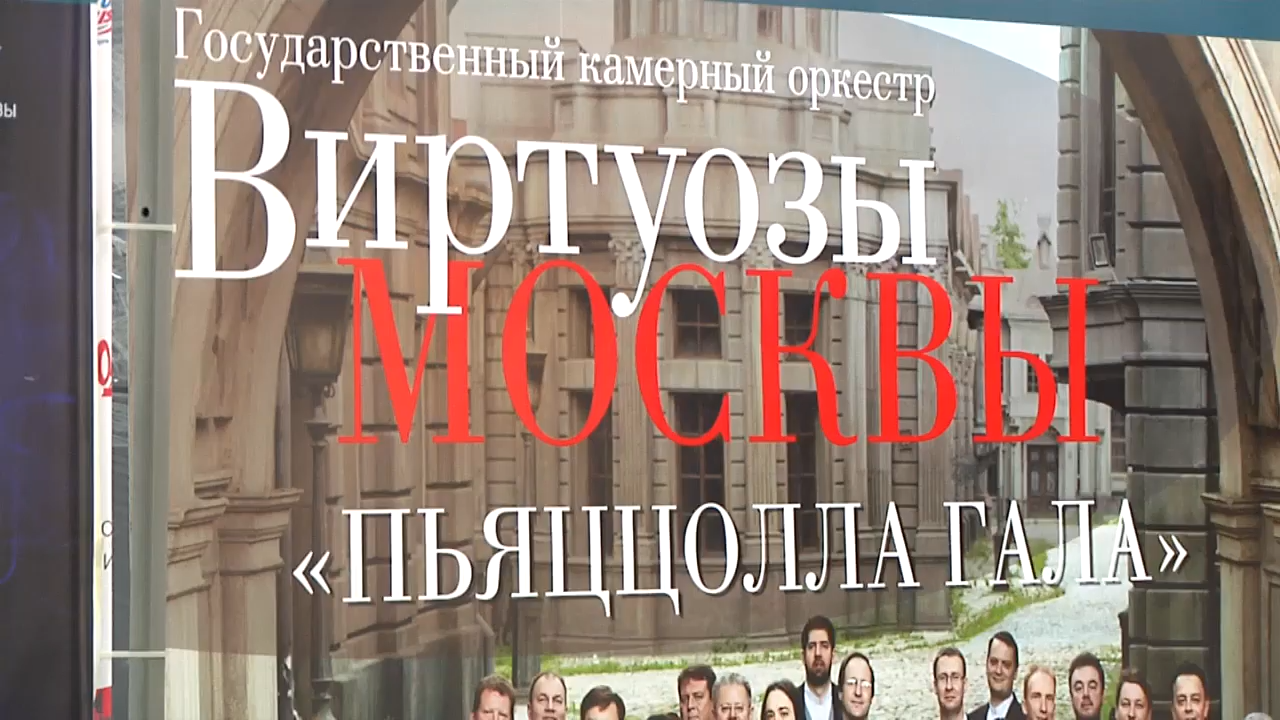 Государственный камерный оркестр
Виртуозы
Москвы
«ПЬЯЦЦОЛЛА ГАЛА»